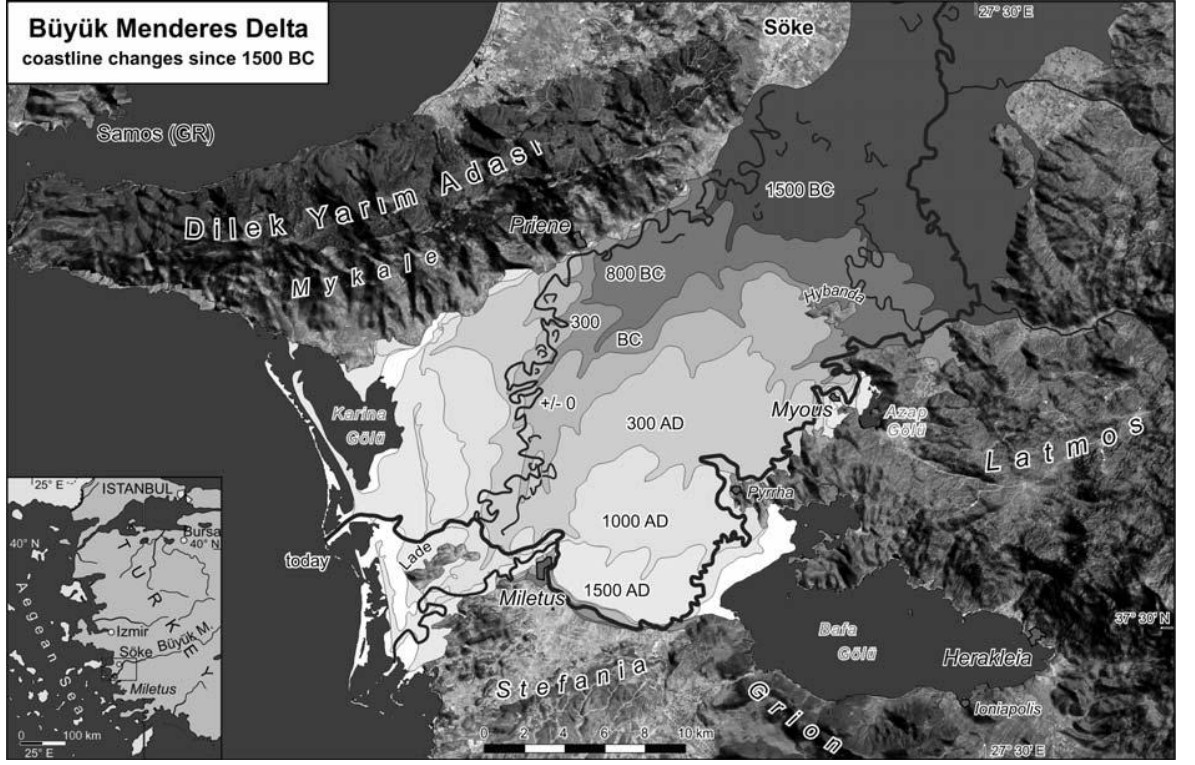 Büyük Menderes Delta
coastline changes since 1500 BC
27° 30' E
Söke
Samos (GR)
Dilek Yarım Adası
Mykale
Priene
1500 BC
800 BC
Hybanda
300
BC
+/- 0
300 AD
Myous
Azap
Gölü
Karina
Gölü
Latmos
Pyrrha
1000 AD
today
Lade
1500 AD
Miletus
37° 30' N
Bafa
Gölü
Herakleia
Stefania
Grion
Ioniapolis
0 2 4 6 8 10 km
27° 30' E
25° E
ISTANBUL
Bursa
40° N
40° N
TURKEY
Aegean Sea
Izmir
Büyük M.
Söke
Miletus
0 100 km
25° E